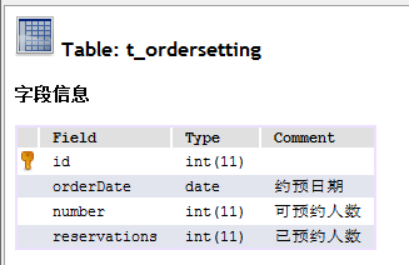 Table: t_ordersetting
字段信息
Field Type Comment
id int(11)
orderDate date 约预日期
number int(11) 可预约人数
reservations int(11) 已预约人数